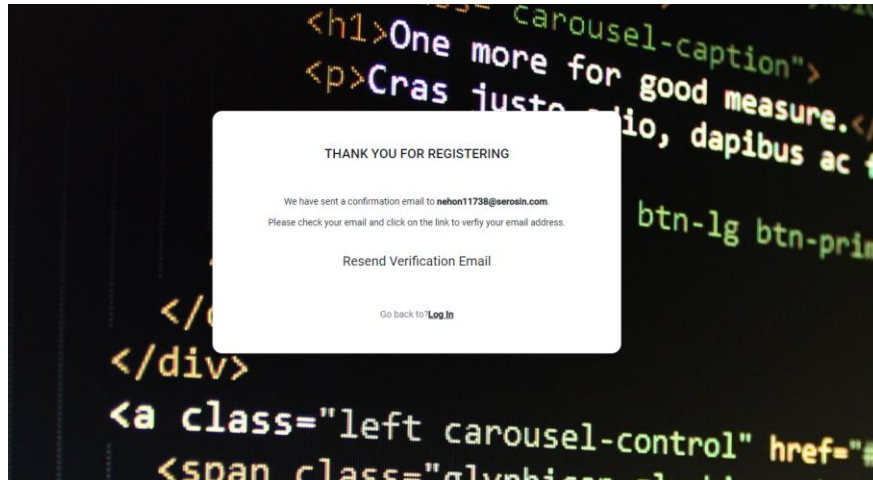 carousel-caption">
<h1>One more for good measure.</
<p>Cras justo odio, dapibus ac
THANK YOU FOR REGISTERING
We have sent a confirmation email to nehon11738@serosin.com.
Please check your email and click on the link to verfiy your email address.
btn-lg btn-prim
Resend Verification Email
Go back to?Log In
</
</div>
<a class="left carousel-control" href="#
<span class="glyphicon